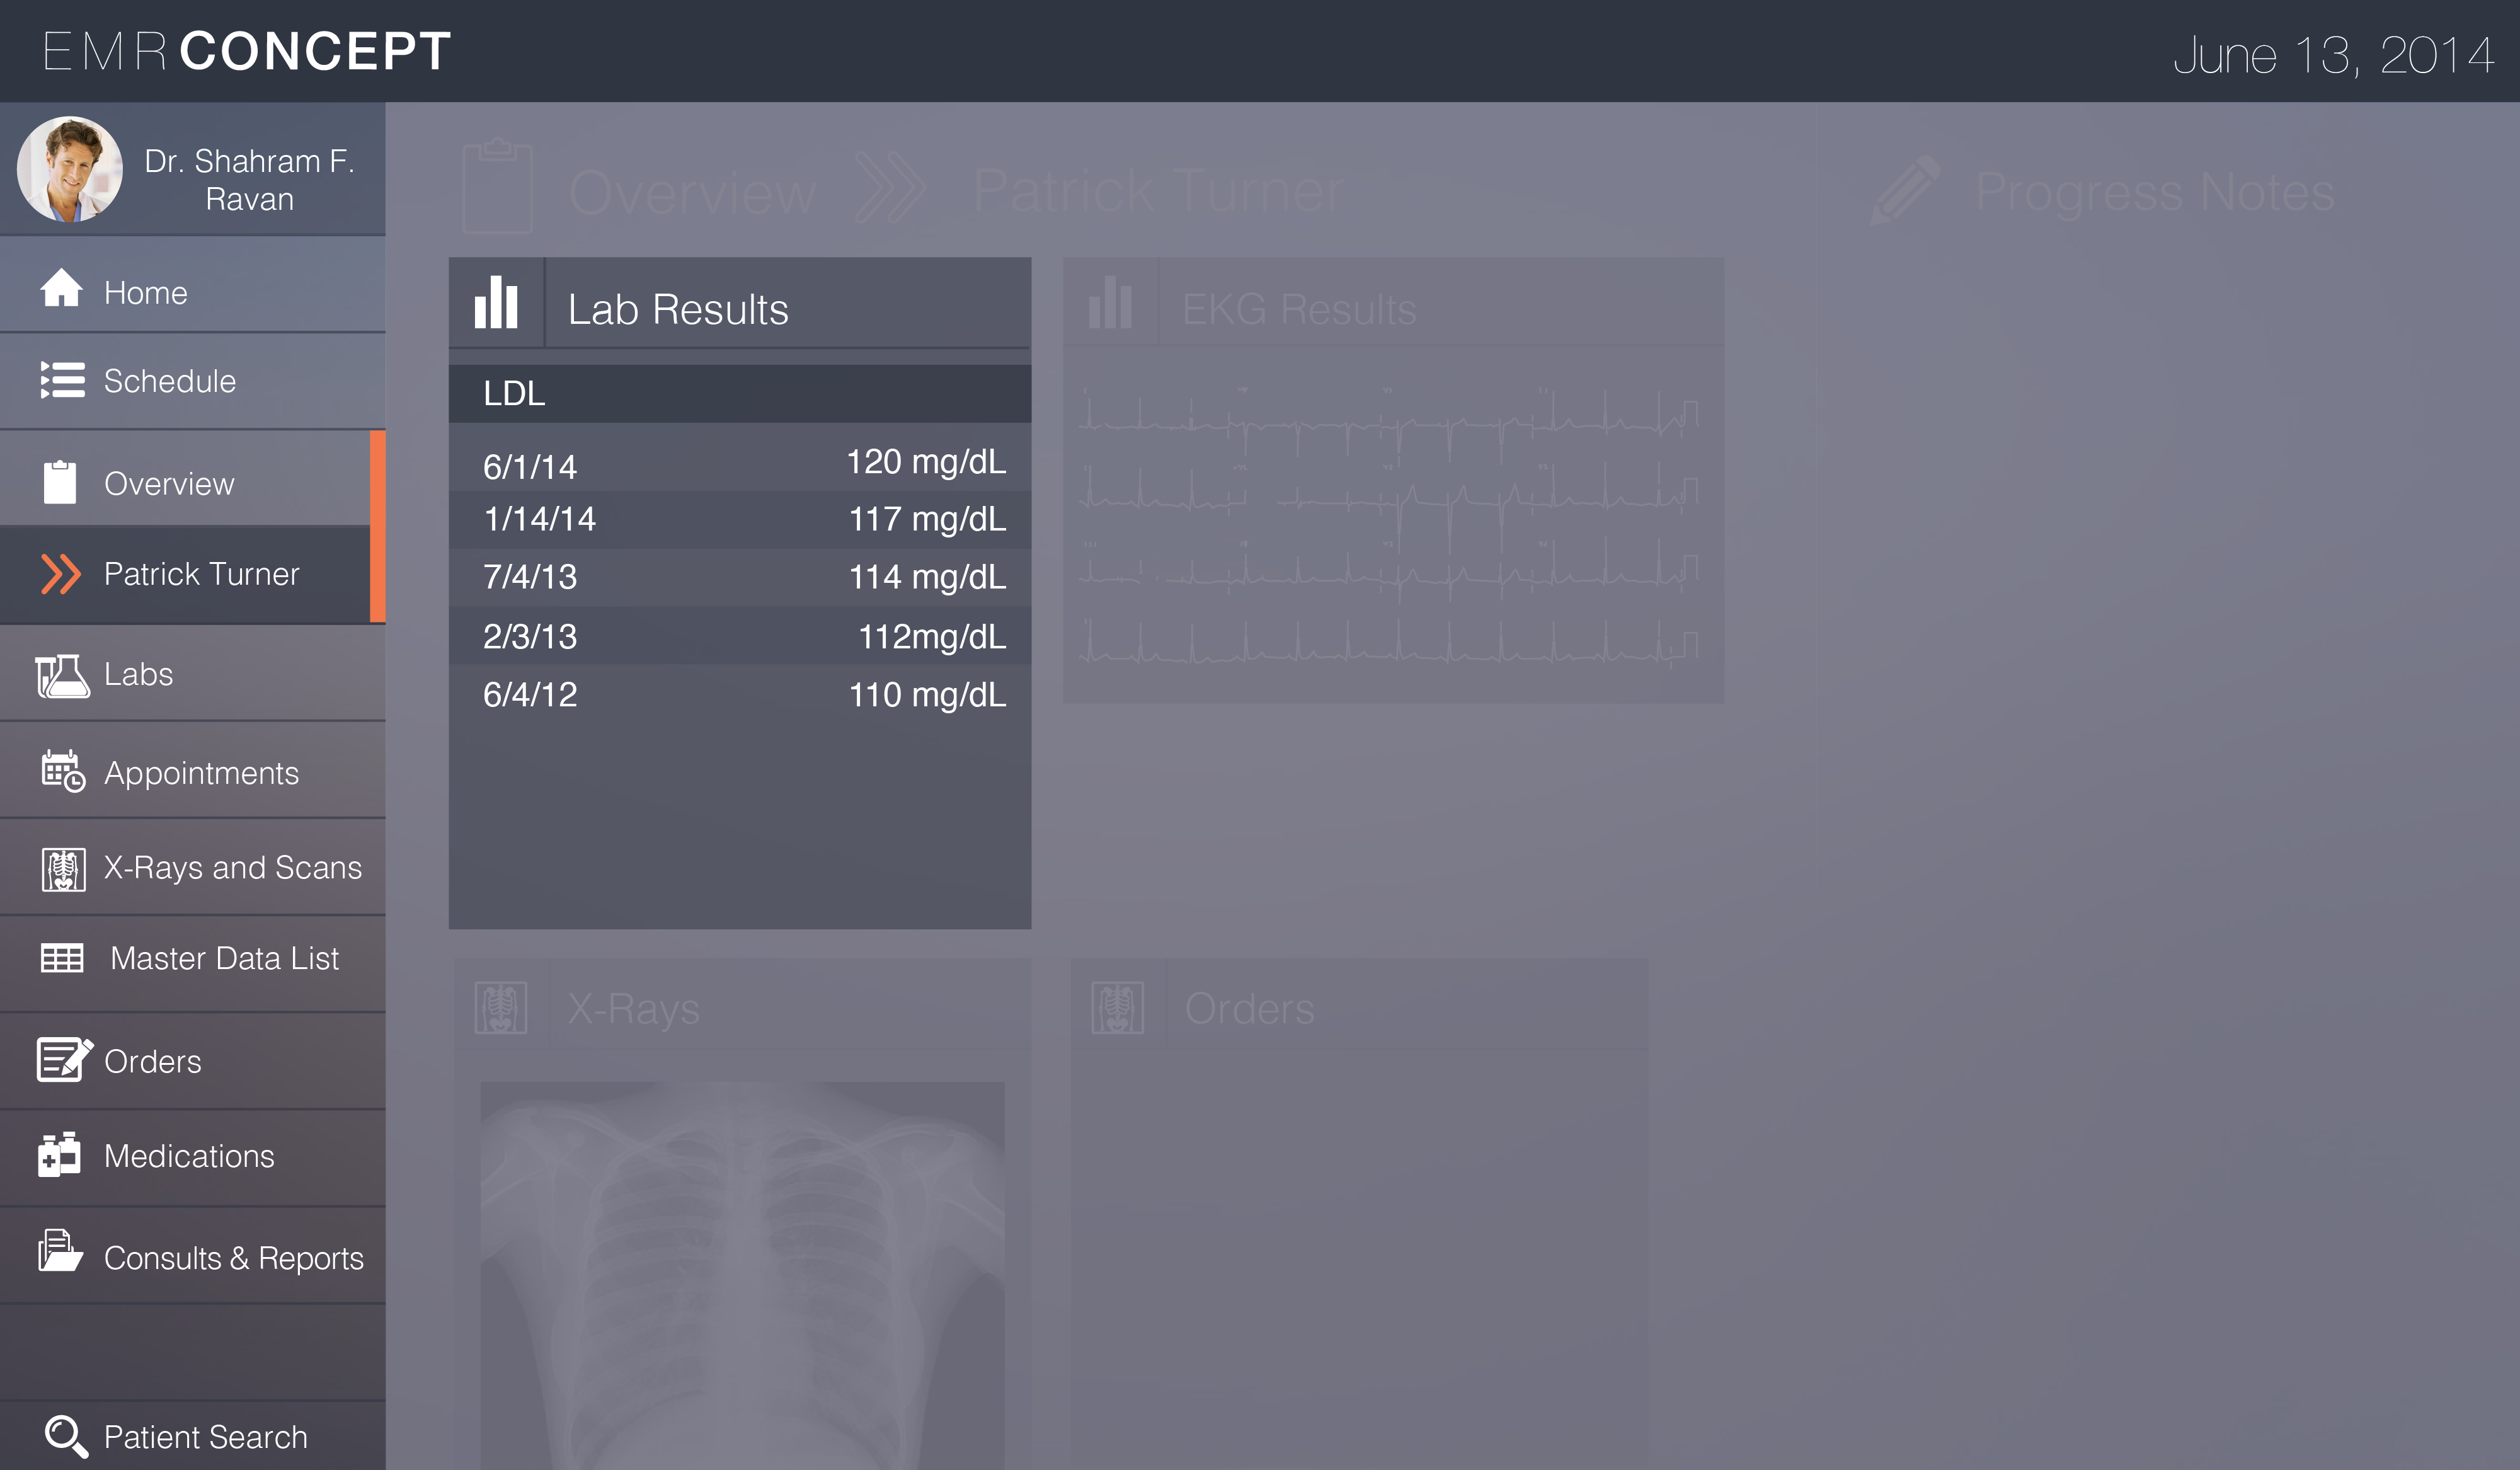 EMR CONCEPT
June 13, 2014
Dr. Shahram F.
Ravan
Home
Schedule
Overview
Patrick Turner
Labs
Appointments
X-Rays and Scans
Master Data List
Orders
Medications
Consults & Reports
Patient Search
Overview
Patrick Turner
Progress Notes
Lab Results
LDL
6/1/14 120 mg/dL
1/14/14 117 mg/dL
7/4/13 114 mg/dL
2/3/13 112mg/dL
6/4/12 110 mg/dL
EKG Results
X-Rays
Orders